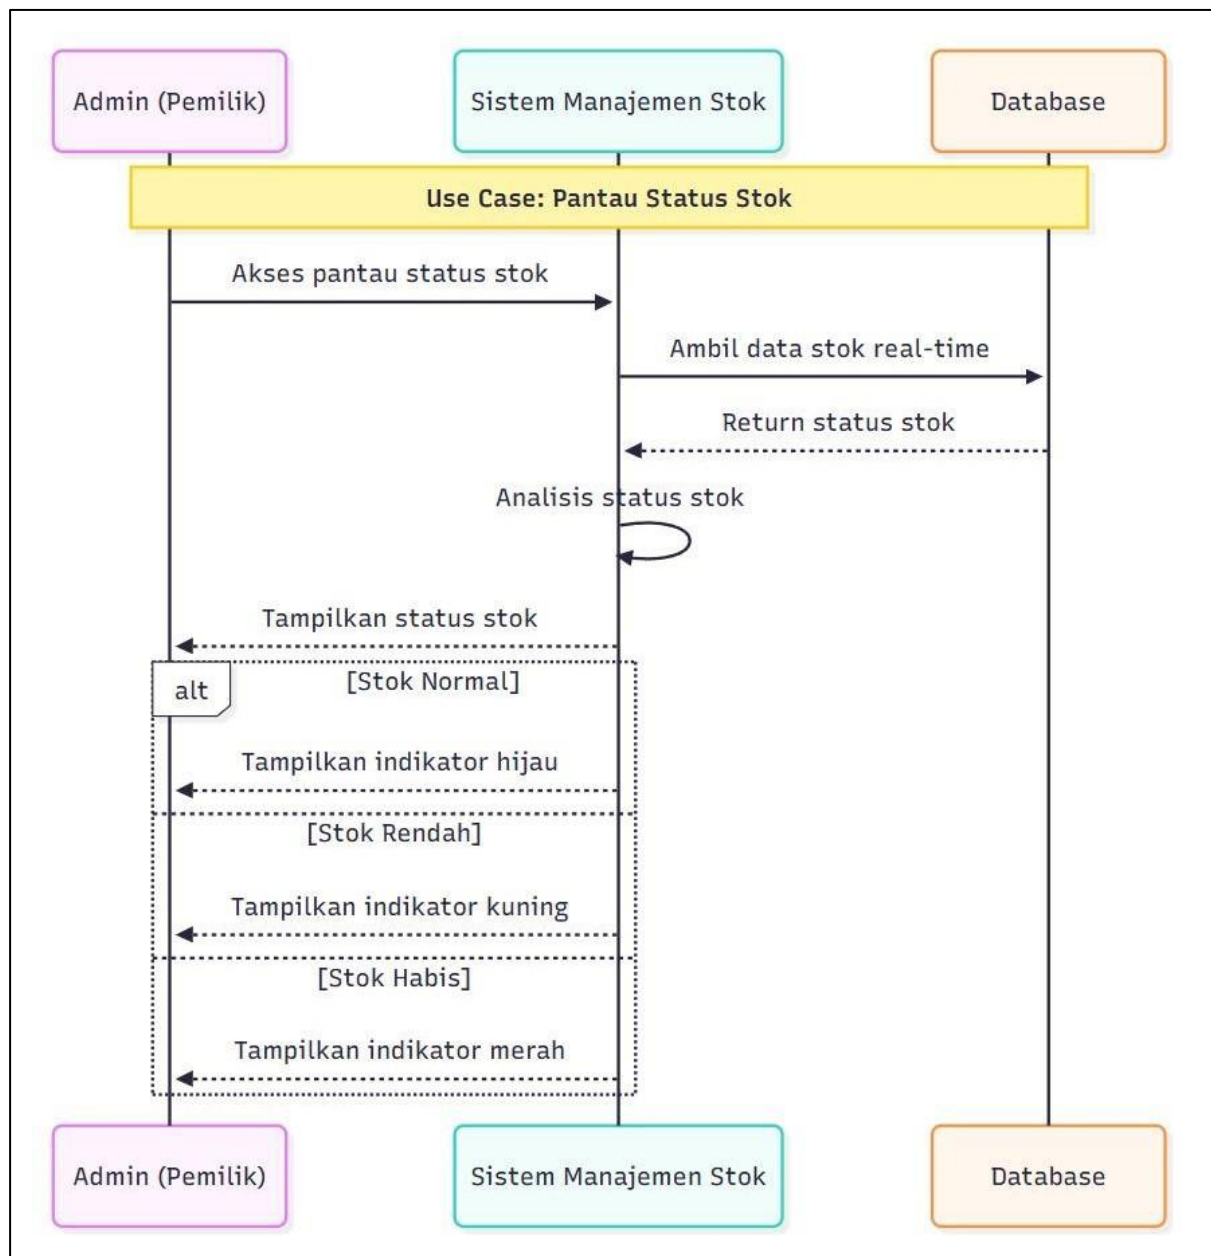 Admin (Pemilik)
Sistem Manajemen Stok
Database
Use Case: Pantau Status Stok
Akses pantau status stok
Ambil data stok real-time
Return status stok
Analisis status stok
Tampilkan status stok
alt
[Stok Normal]
Tampilkan indikator hijau
[Stok Rendah]
Tampilkan indikator kuning
[Stok Habis]
Tampilkan indikator merah
Admin (Pemilik)
Sistem Manajemen Stok
Database